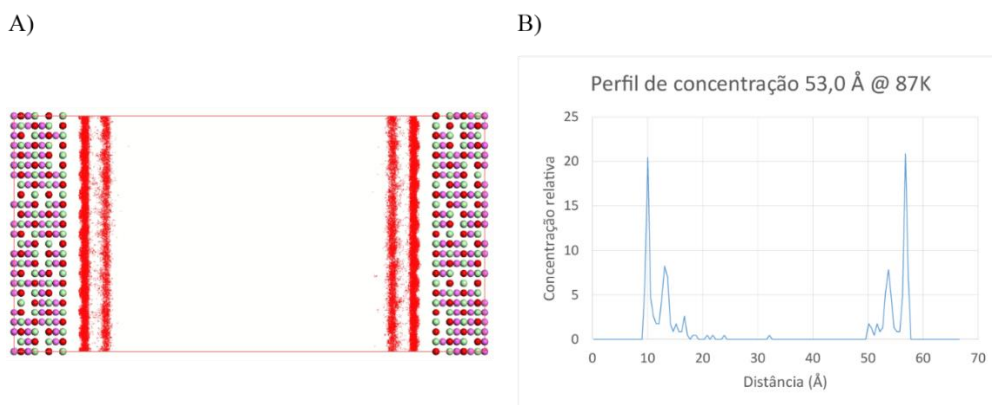 A)
B)
Perfil de concentração 53,0 Å @ 87K
Concentração relativa
25
20
15
10
5
0
0 10 20 30 40 50 60 70
Distância (Å)